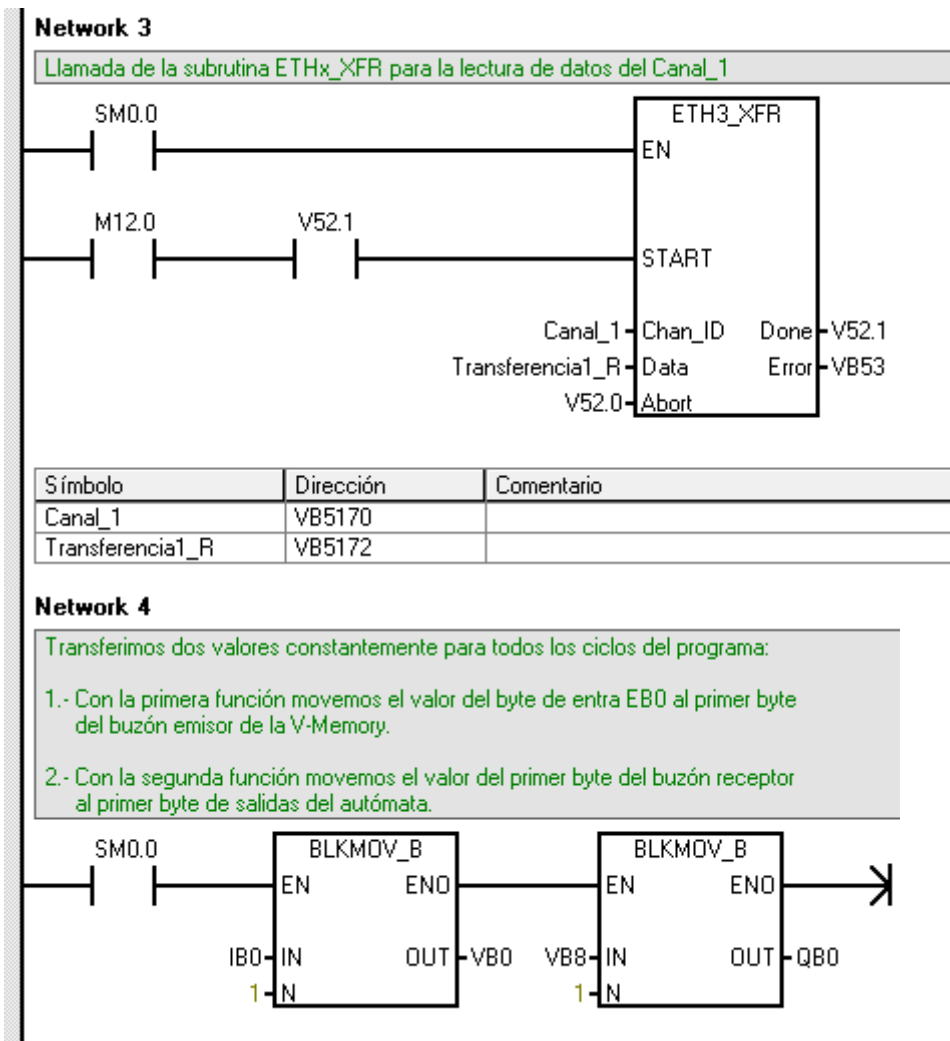 Network 3
Llamada de la subrutina ETHx_XFR para la lectura de datos del Canal_1
SM0.0
ETH3_XFR
EN
M12.0 V52.1
START
Canal_1 Chan_ID Done V52.1
Transferencia1_R Data Error VB53
V52.0 Abort
Símbolo Dirección Comentario
Canal_1 VB5170
Transferencia1_R VB5172
Network 4
Transferimos dos valores constantemente para todos los ciclos del programa:
1.- Con la primera función movemos el valor del byte de entra EB0 al primer byte
del buzón emisor de la V-Memory.
2.- Con la segunda función movemos el valor del primer byte del buzón receptor
al primer byte de salidas del autómata.
SM0.0 BLKMOV_B BLKMOV_B
EN ENO EN ENO
IB0 IN OUT VB0 VB8 IN OUT QB0
1 N 1 N